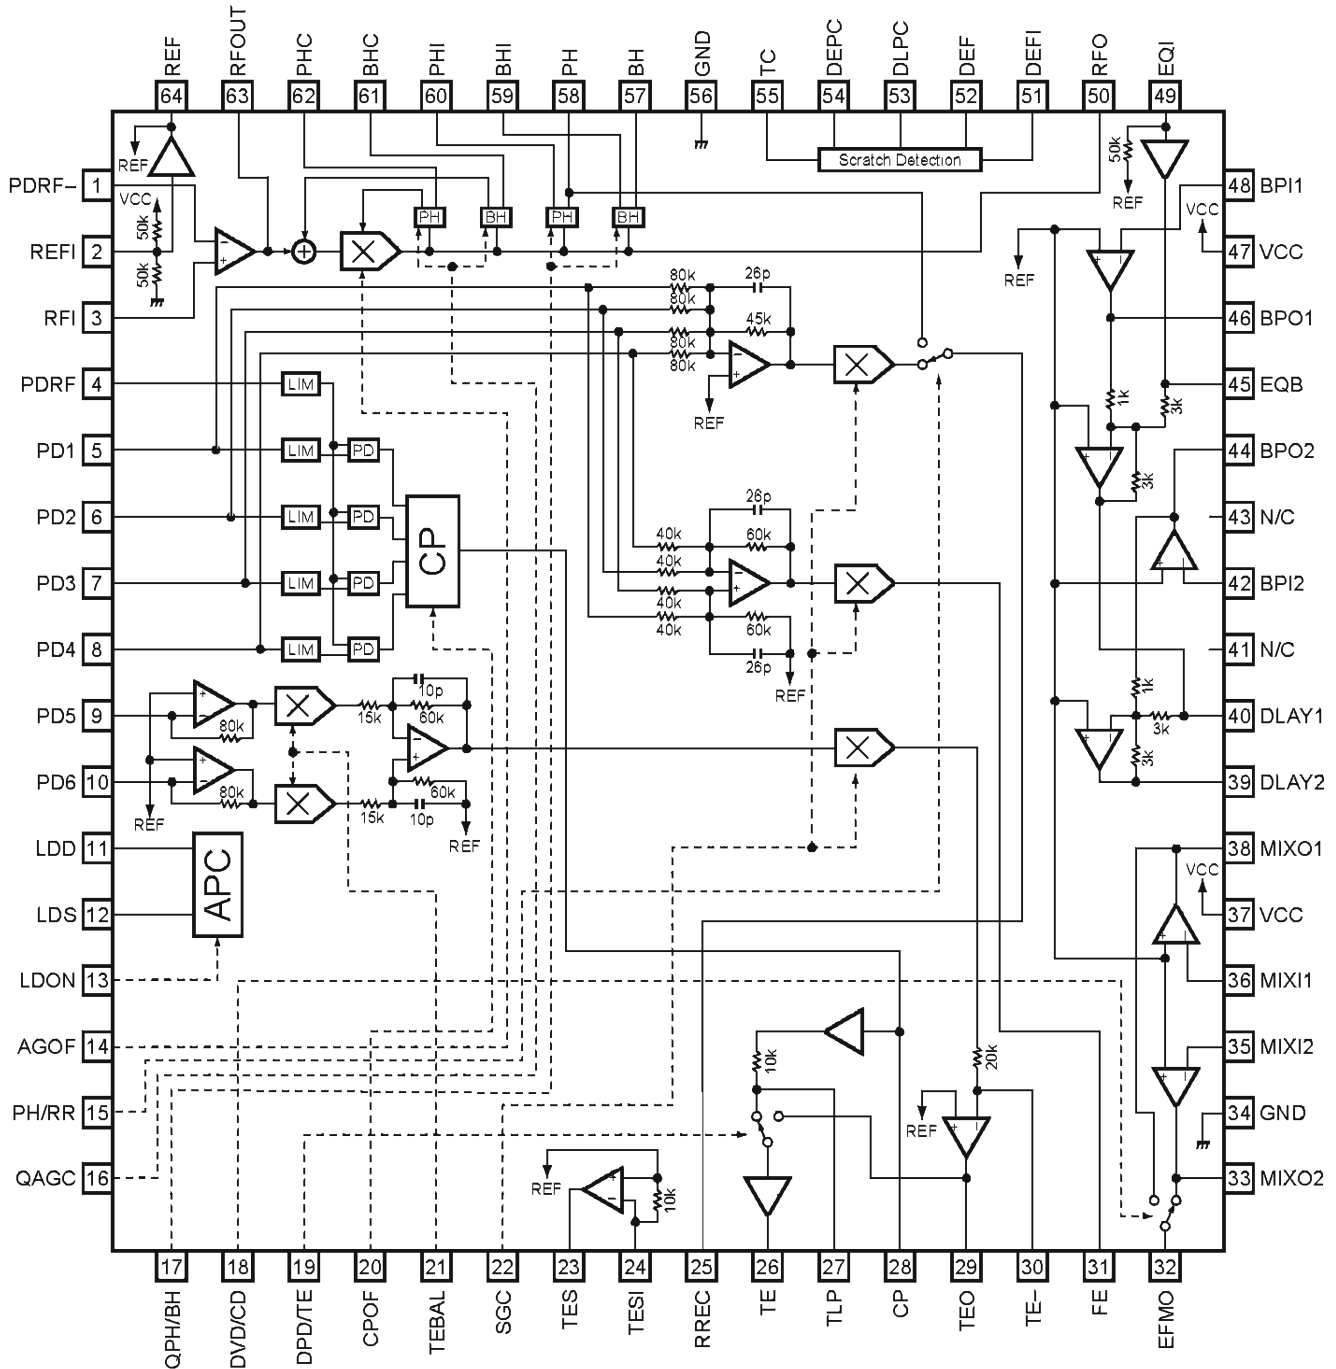 REF
RFOUT
PHC
BHC
PHI
BHI
PH
BH
GND
TC
DEPC
DLPC
DEF
DEFI
RFO
EQI
64
63
62
61
60
59
58
57
56
55
54
53
52
51
50
49
REF
Scratch Detection
50k
REF
PDRF−
1
VCC
50k
PH
BH
PH
BH
48
BPI1
VCC
REFI
2
50k
−
+
+
×
REF
47
VCC
+
−
RFI
3
80k
80k
80k
80k
26p
45k
−
+
REF
×
46
BPO1
PDRF
4
LIM
45
EQB
1k
3k
PD1
5
LIM
PD
44
BPO2
+
−
3k
PD2
6
LIM
PD
CP
26p
40k
60k
43
N/C
PD3
7
LIM
PD
40k
−
+
×
40k
60k
40k
26p
REF
42
BPI2
+
−
PD4
8
LIM
PD
41
N/C
PD5
9
+
−
80k
×
15k
10p
60k
−
+
1k
3k
40
DLAY1
+
−
3k
PD6
10
+
−
80k
REF
×
15k
60k
10p
REF
×
39
DLAY2
LDD
11
APC
38
MIXO1
VCC
LDS
12
37
VCC
+
−
LDON
13
36
MIXI1
AGOF
14
10k
20k
35
MIXI2
+
−
PH/RR
15
REF
+
−
34
GND
QAGC
16
REF
+
−
10k
33
MIXO2
17
18
19
20
21
22
23
24
25
26
27
28
29
30
31
32
QPH/BH
DVD/CD
DPD/TE
CPOF
TEBAL
SGC
TES
TESI
RREC
TE
TLP
CP
TEO
TE−
FE
EFMO